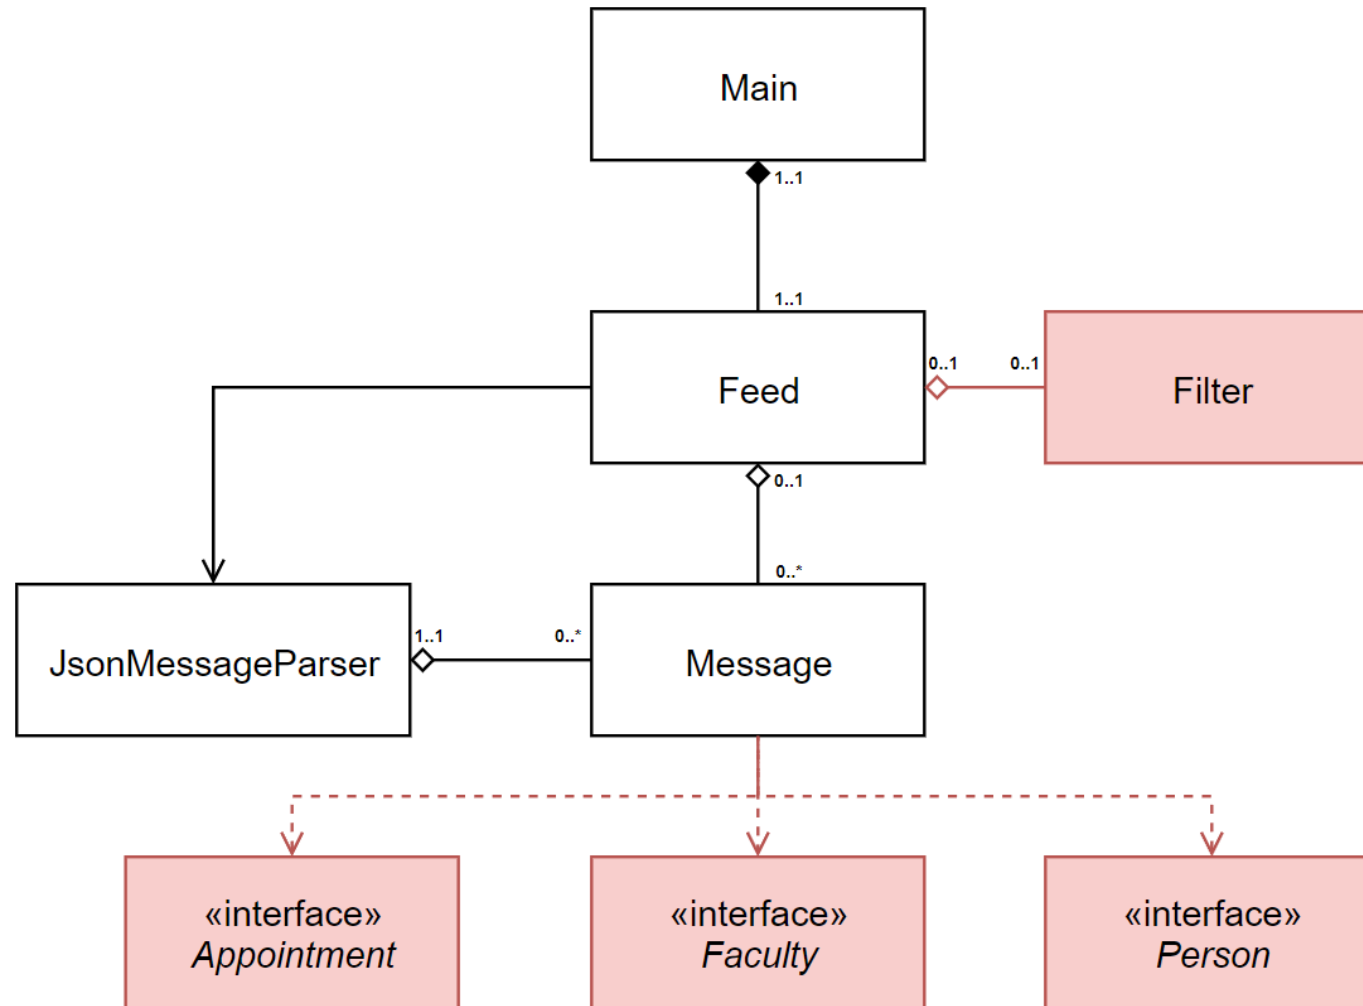 Main
1..1
1..1
Feed
0..1
0..1
Filter
0..1
0..*
JsonMessageParser
1..1
0..*
Message
«interface»
Appointment
«interface»
Faculty
«interface»
Person